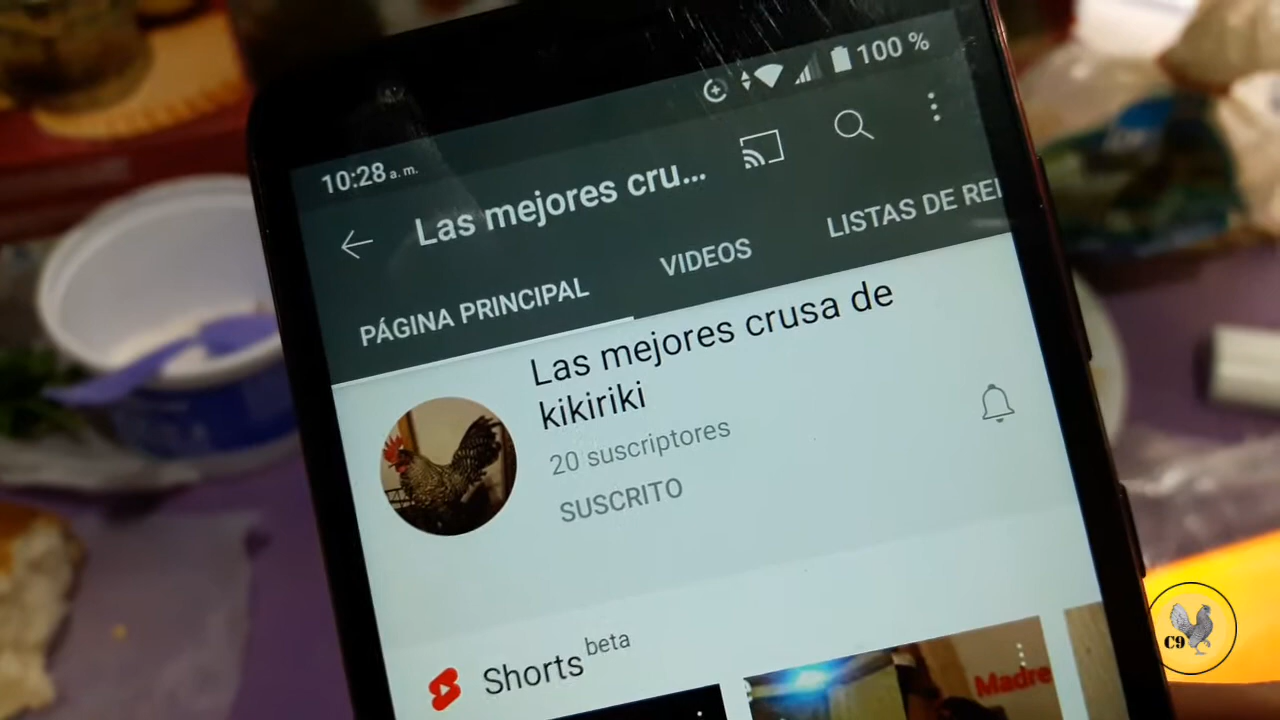 10:28 a. m.
100 %
Las mejores cru...
PÁGINA PRINCIPAL
VIDEOS
LISTAS DE REI
Las mejores crusa de
kikiriki
20 suscriptores
SUSCRITO
Shorts beta
Madre
C9